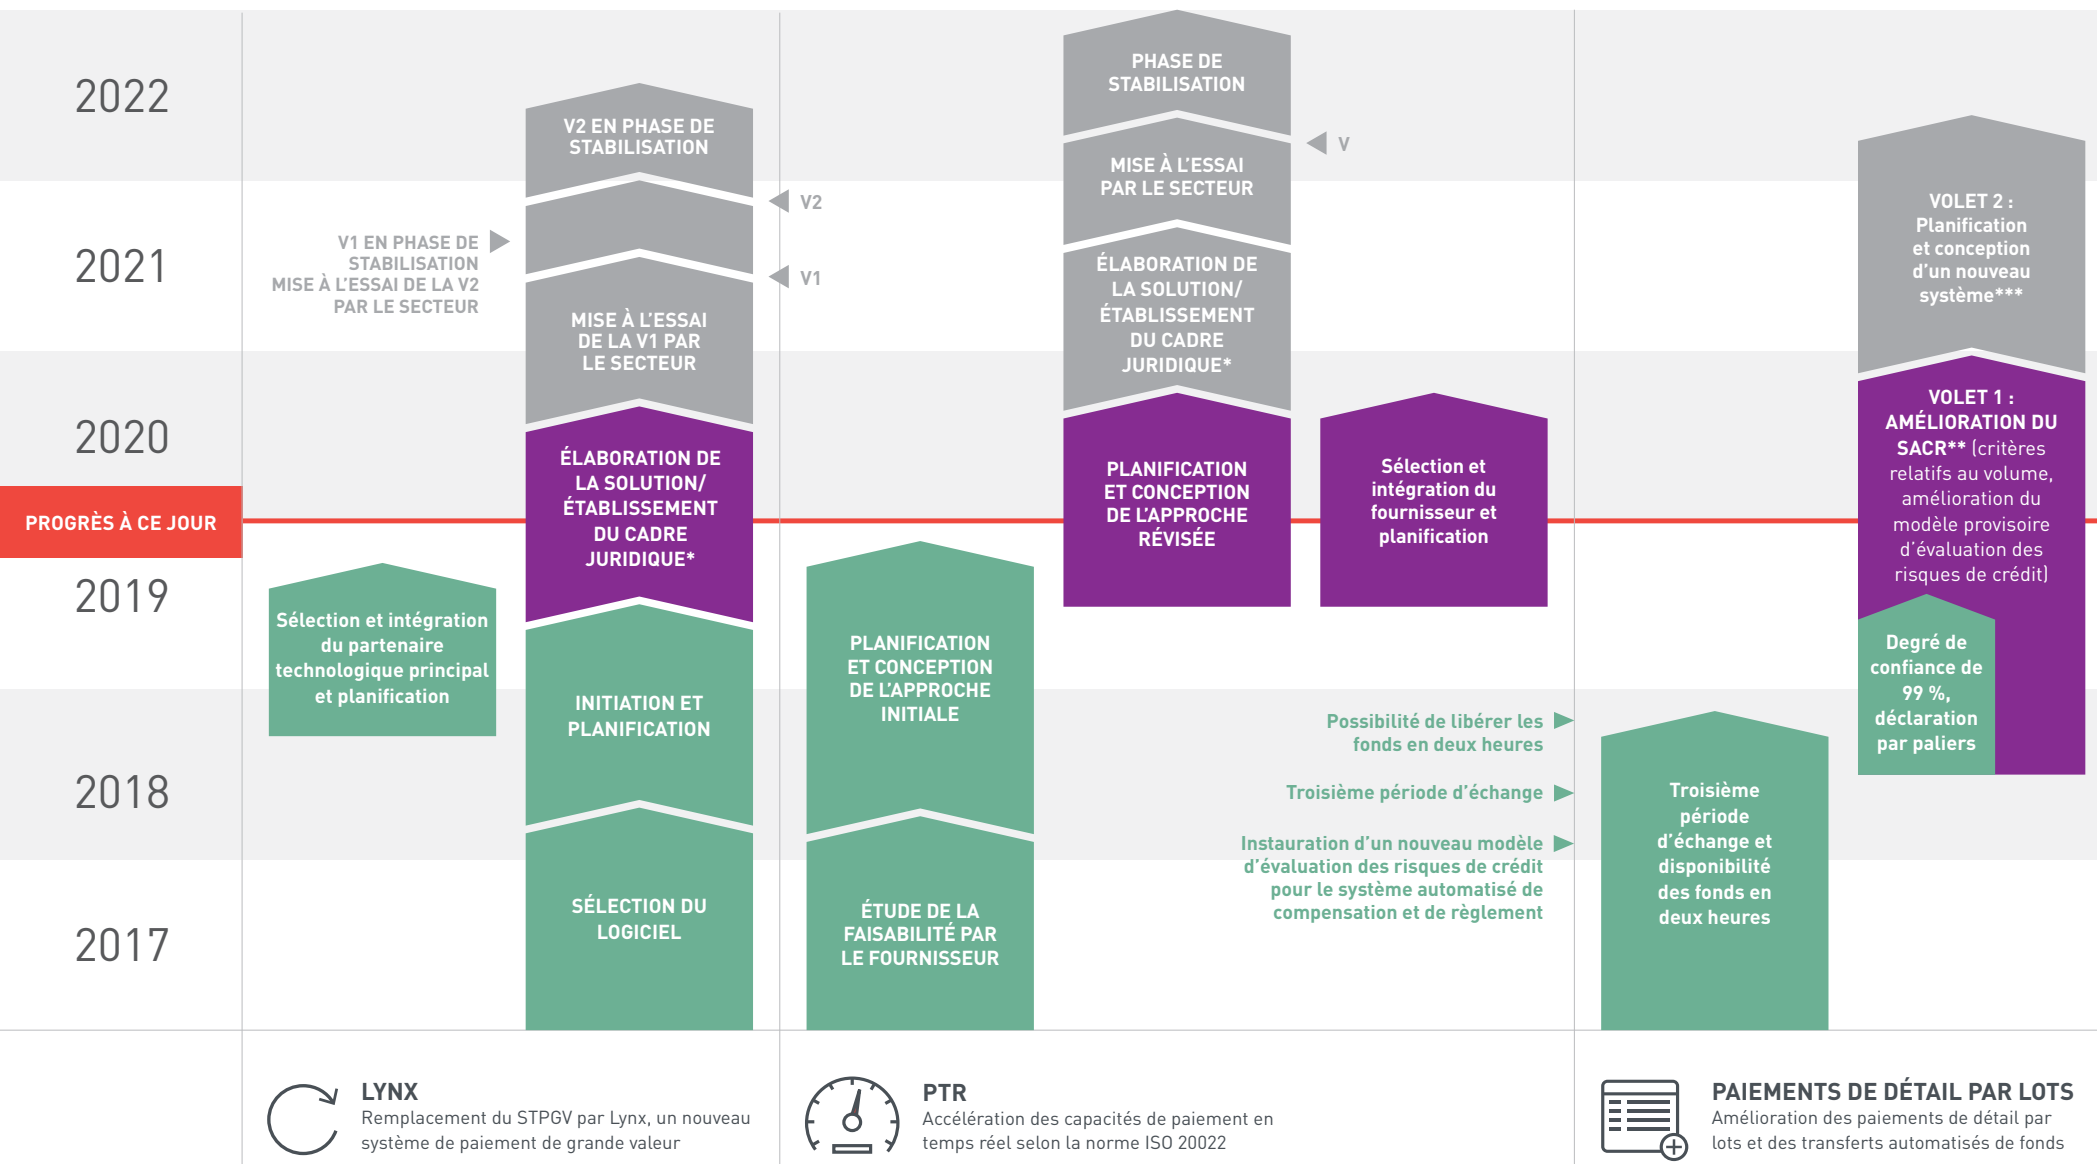 2022
2021
2020
PROGRÈS À CE JOUR
2019
2018
2017
V1 EN PHASE DE
STABILISATION
MISE À L’ESSAI DE LA V2
PAR LE SECTEUR
Sélection et intégration
du partenaire
technologique principal
et planification
V2 EN PHASE DE
STABILISATION
MISE À L’ESSAI
DE LA V1 PAR
LE SECTEUR
ÉLABORATION DE
LA SOLUTION/
ÉTABLISSEMENT
DU CADRE
JURIDIQUE*
INITIATION ET
PLANIFICATION
SÉLECTION DU
LOGICIEL
V2
V1
PLANIFICATION
ET CONCEPTION
DE L’APPROCHE
INITIALE
ÉTUDE DE LA
FAISABILITÉ PAR
LE FOURNISSEUR
PHASE DE
STABILISATION
MISE À L’ESSAI
PAR LE SECTEUR
ÉLABORATION DE
LA SOLUTION/
ÉTABLISSEMENT
DU CADRE
JURIDIQUE*
PLANIFICATION
ET CONCEPTION
DE L’APPROCHE
RÉVISÉE
V
Sélection et
intégration du
fournisseur et
planification
Possibilité de libérer les
fonds en deux heures
Troisième période d’échange
Instauration d’un nouveau modèle
d’évaluation des risques de crédit
pour le système automatisé de
compensation et de règlement
Troisième
période
d’échange et
disponibilité
des fonds en
deux heures
VOLET 2 :
Planification
et conception
d’un nouveau
système***
VOLET 1 :
AMÉLIORATION DU
SACR** (critères
relatifs au volume,
amélioration du
modèle provisoire
d’évaluation des
risques de crédit)
Degré de
confiance de
99 %,
déclaration
par paliers
LYNX
Remplacement du STPGV par Lynx, un nouveau
système de paiement de grande valeur
PTR
Accélération des capacités de paiement en
temps réel selon la norme ISO 20022
PAIEMENTS DE DÉTAIL PAR LOTS
Amélioration des paiements de détail par
lots et des transferts automatisés de fonds